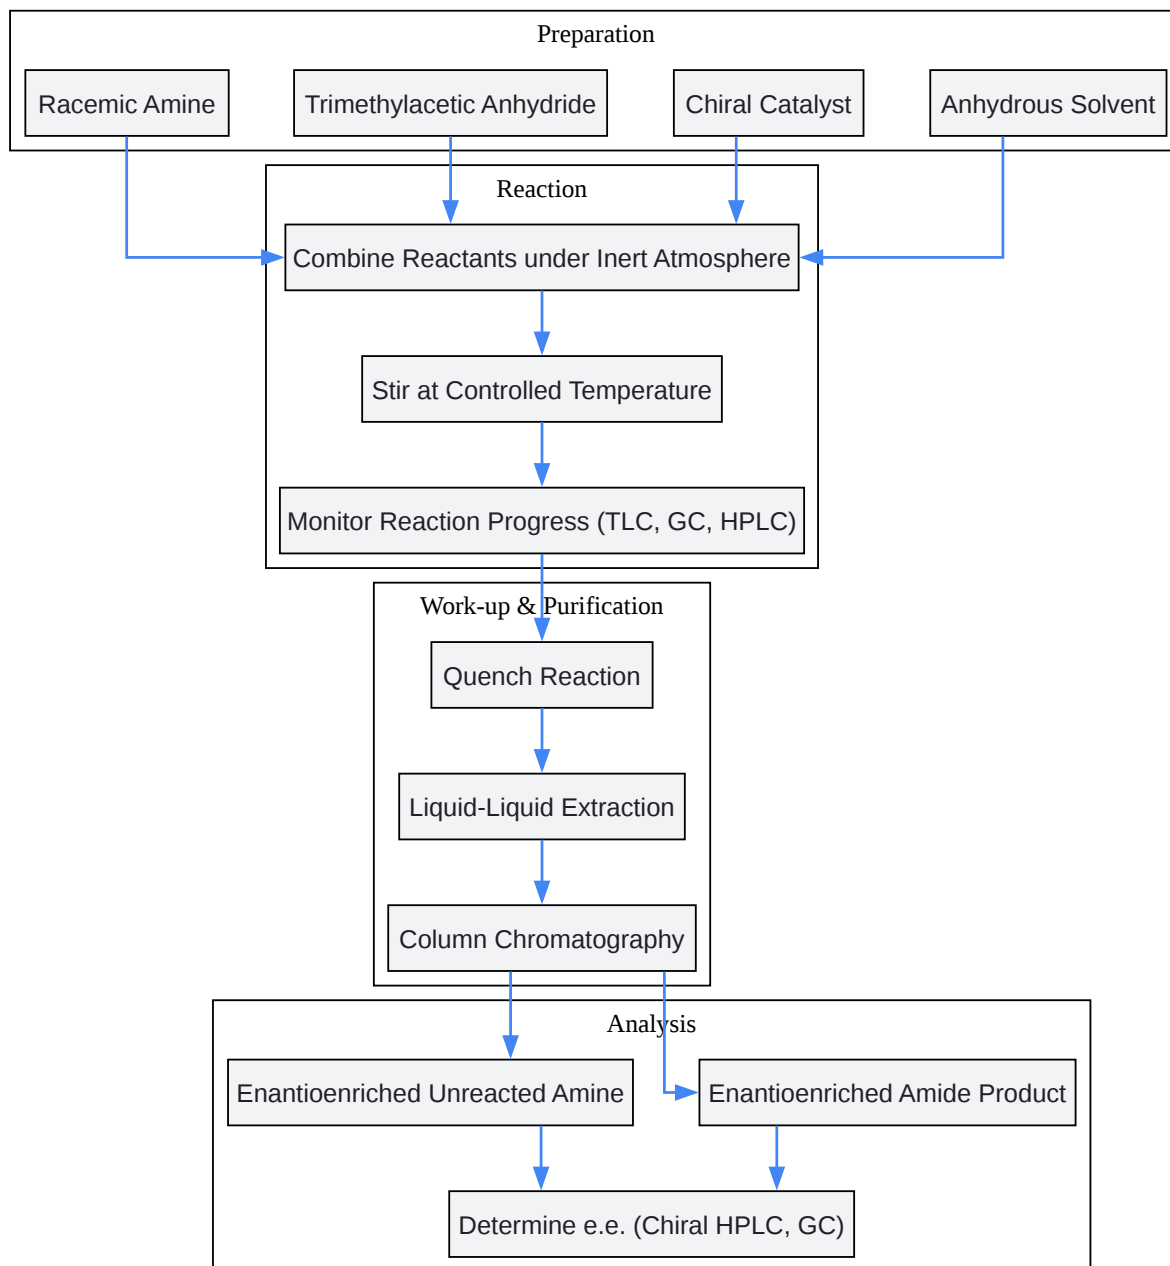 Preparation
Racemic Amine
Trimethylacetic Anhydride
Chiral Catalyst
Anhydrous Solvent
Reaction
Combine Reactants under Inert Atmosphere
Stir at Controlled Temperature
Monitor Reaction Progress (TLC, GC, HPLC)
Work-up & Purification
Quench Reaction
Liquid-Liquid Extraction
Column Chromatography
Analysis
Enantioenriched Unreacted Amine
Enantioenriched Amide Product
Determine e.e. (Chiral HPLC, GC)